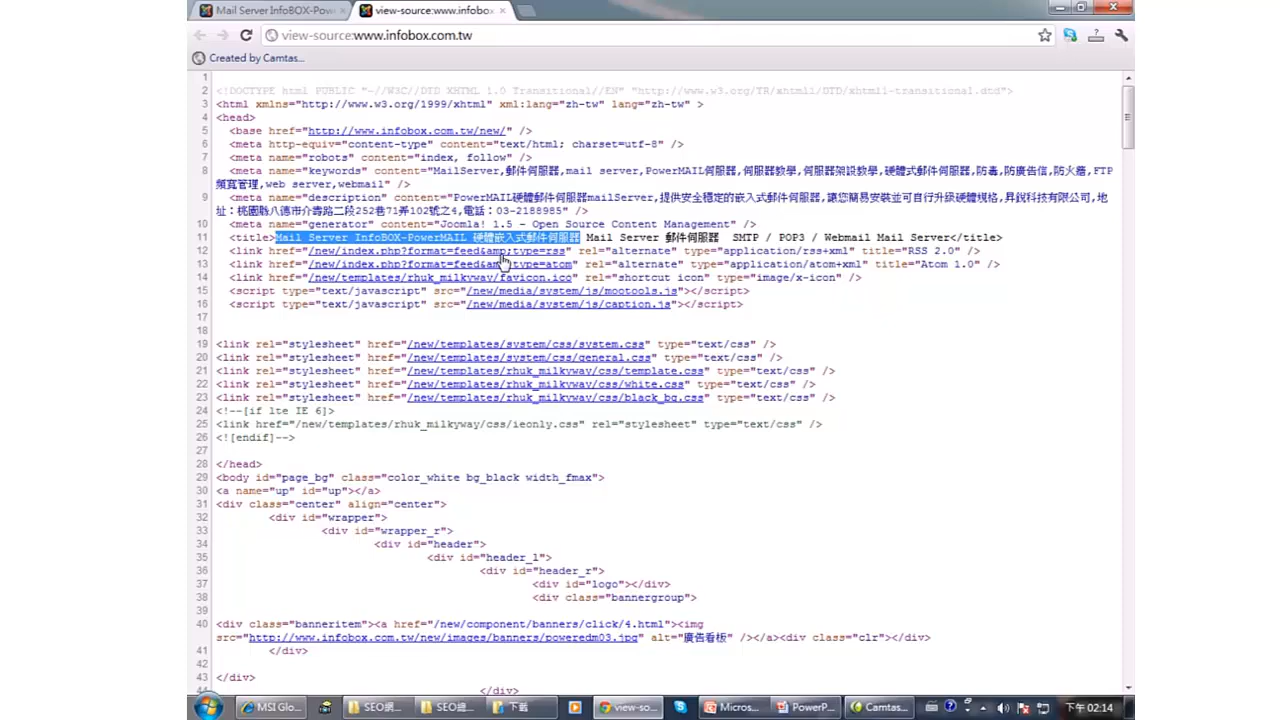 Mail Server InfoBOX-Pow
view-source:www.infobox
view-source:www.infobox.com.tw
Created by Camtas...
1
2 <!DOCTYPE html PUBLIC "-//W3C//DTD XHTML 1.0 Transitional//EN" "http://www.w3.org/TR/xhtml1/DTD/xhtml1-transitional.dtd">
3 <html xmlns="http://www.w3.org/1999/xhtml" xml:lang="zh-tw" lang="zh-tw" >
4 <head>
5 <base href="http://www.infobox.com.tw/new/" />
6 <meta http-equiv="content-type" content="text/html; charset=utf-8" />
7 <meta name="robots" content="index, follow" />
8 <meta name="keywords" content="MailServer,郵件伺服器,mail server,PowerMAIL伺服器,伺服器教學,伺服器架設教學,硬體式郵件伺服器,防毒,防廣告信,防火牆,FTP
頻寬管理,web server,webmail" />
9 <meta name="description" content="PowerMAIL硬體郵件伺服器mailServer,提供安全穩定的嵌入式郵件伺服器,讓您簡易安裝並可自行升級硬體規格,昇銳科技有限公司,地
址：桃園縣八德市介壽路二段252巷71弄102號之4,電話：03-2188985" />
10 <meta name="generator" content="Joomla! 1.5 - Open Source Content Management" />
11 <title>Mail Server InfoBOX-PowerMAIL 硬體嵌入式郵件伺服器 Mail Server 郵件伺服器 SMTP / POP3 / Webmail Mail Server</title>
12 <link href="/new/index.php?format=feed&amp;type=rss" rel="alternate" type="application/rss+xml" title="RSS 2.0" />
13 <link href="/new/index.php?format=feed&amp;type=atom" rel="alternate" type="application/atom+xml" title="Atom 1.0" />
14 <link href="/new/templates/rhuk_milkyway/favicon.ico" rel="shortcut icon" type="image/x-icon" />
15 <script type="text/javascript" src="/new/media/system/js/mootools.js"></script>
16 <script type="text/javascript" src="/new/media/system/js/caption.js"></script>
17
18
19 <link rel="stylesheet" href="/new/templates/system/css/system.css" type="text/css" />
20 <link rel="stylesheet" href="/new/templates/system/css/general.css" type="text/css" />
21 <link rel="stylesheet" href="/new/templates/rhuk_milkyway/css/template.css" type="text/css" />
22 <link rel="stylesheet" href="/new/templates/rhuk_milkyway/css/white.css" type="text/css" />
23 <link rel="stylesheet" href="/new/templates/rhuk_milkyway/css/black_bg.css" type="text/css" />
24 <!--[if lte IE 6]>
25 <link href="/new/templates/rhuk_milkyway/css/ieonly.css" rel="stylesheet" type="text/css" />
26 <![endif]-->
27
28 </head>
29 <body id="page_bg" class="color_white bg_black width_fmax">
30 <a name="up" id="up"></a>
31 <div class="center" align="center">
32 <div id="wrapper">
33 <div id="wrapper_r">
34 <div id="header">
35 <div id="header_l">
36 <div id="header_r">
37 <div id="logo"></div>
38 <div class="bannergroup">
39
40 <div class="banneritem"><a href="/new/component/banners/click/4.html"><img
src="http://www.infobox.com.tw/new/images/banners/poweredm03.jpg" alt="廣告看板" /></a><div class="clr"></div>
41 </div>
42
43 </div>
44 </div>
MSI Glo... SEO網... SEO總... 下載 view-so... Micros... PowerP... Camtas... 下午 02:14